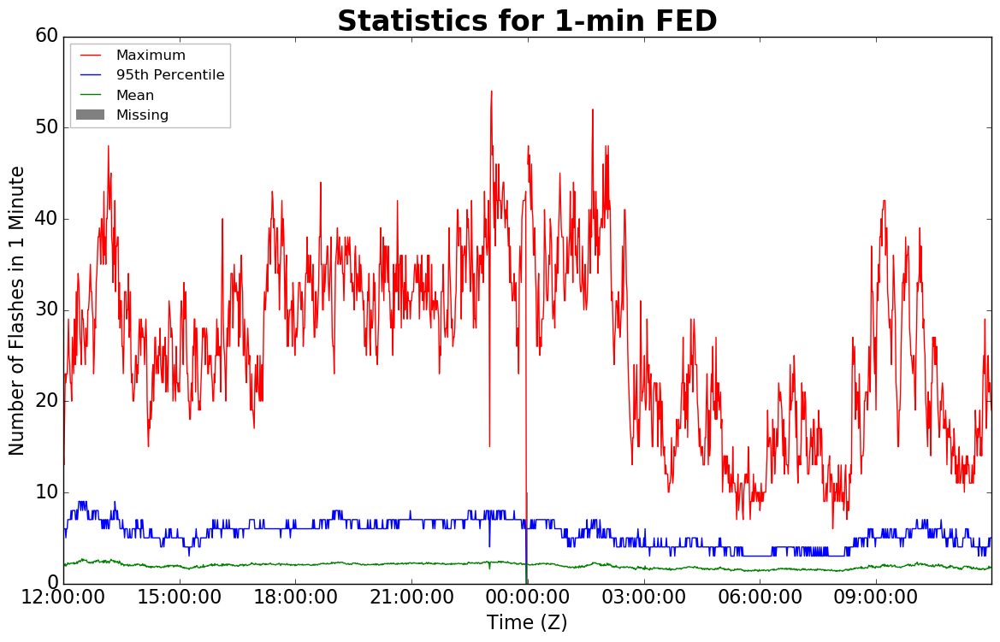 Statistics for 1-min FED
Maximum
95th Percentile
Mean
Missing
Number of Flashes in 1 Minute
60
50
40
30
20
10
0
12:00:00 15:00:00 18:00:00 21:00:00 00:00:00 03:00:00 06:00:00 09:00:00
Time (Z)